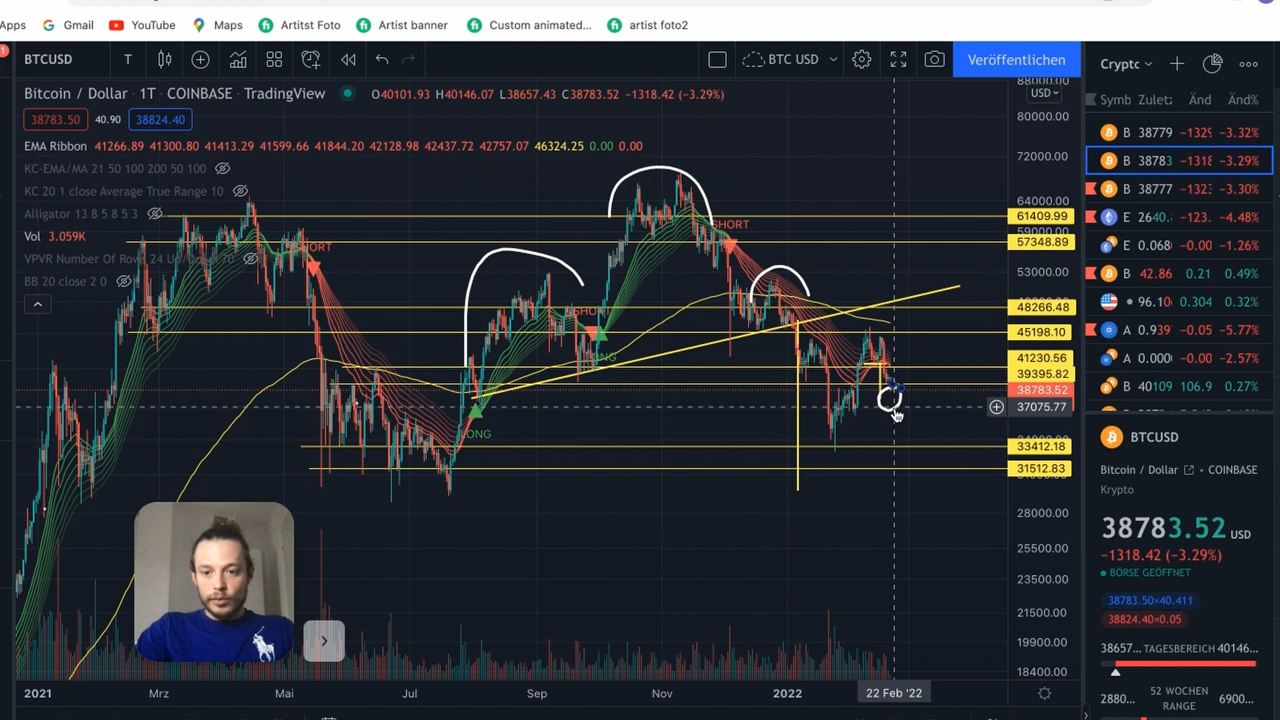 Apps Gmail YouTube Maps Artitst Foto Artist banner Custom animated... artist foto2
BTCUSD T BTC USD Veröffentlichen
Bitcoin / Dollar · 1T · COINBASE · TradingView O40101.93 H40146.07 L38657.43 C38783.52 −1318.42 (−3.29%)
38783.50 40.90 38824.40
EMA Ribbon 41266.89 41300.80 41413.29 41599.66 41844.20 42128.98 42437.72 42757.07 46324.25 0.00 0.00
KC-EMA/MA 21 50 100 200 50 100
KC 20 1 close Average True Range 10
Alligator 13 8 5 8 5 3
Vol 3.059K
VPVR Number Of Row
BB 20 close 2 0
SHORT
LONG
SHORT
LONG
SHORT
88000.00
USD
80000.00
72000.00
64000.00
61409.99
59000.00
57348.89
53000.00
48266.48
45198.10
41230.56
39395.82
38783.52
37075.77
33412.18
31512.83
28000.00
25500.00
23500.00
21500.00
19900.00
18400.00
2021 Mrz Mai Jul Sep Nov 2022 22 Feb '22
Cryptc
Symb Zuletz Änd Änd%
B 38779 −1329 −3.32%
B 38783 −1318 −3.29%
B 38777 −1323 −3.30%
E 2640. −123. −4.48%
0.068 −0.00 −1.26%
B 42.86 0.21 0.49%
96.10 0.304 0.32%
A 0.939 −0.05 −5.77%
A 0.000 −0.00 −2.57%
B 40109 106.9 0.27%
BTCUSD
Bitcoin / Dollar · COINBASE
Krypto
38783.52 USD
−1318.42 (−3.29%)
BÖRSE GEÖFFNET
38783.50×40.411
38824.40×0.05
38657... TAGESBEREICH 40146...
2880... 52 WOCHEN RANGE 6900...